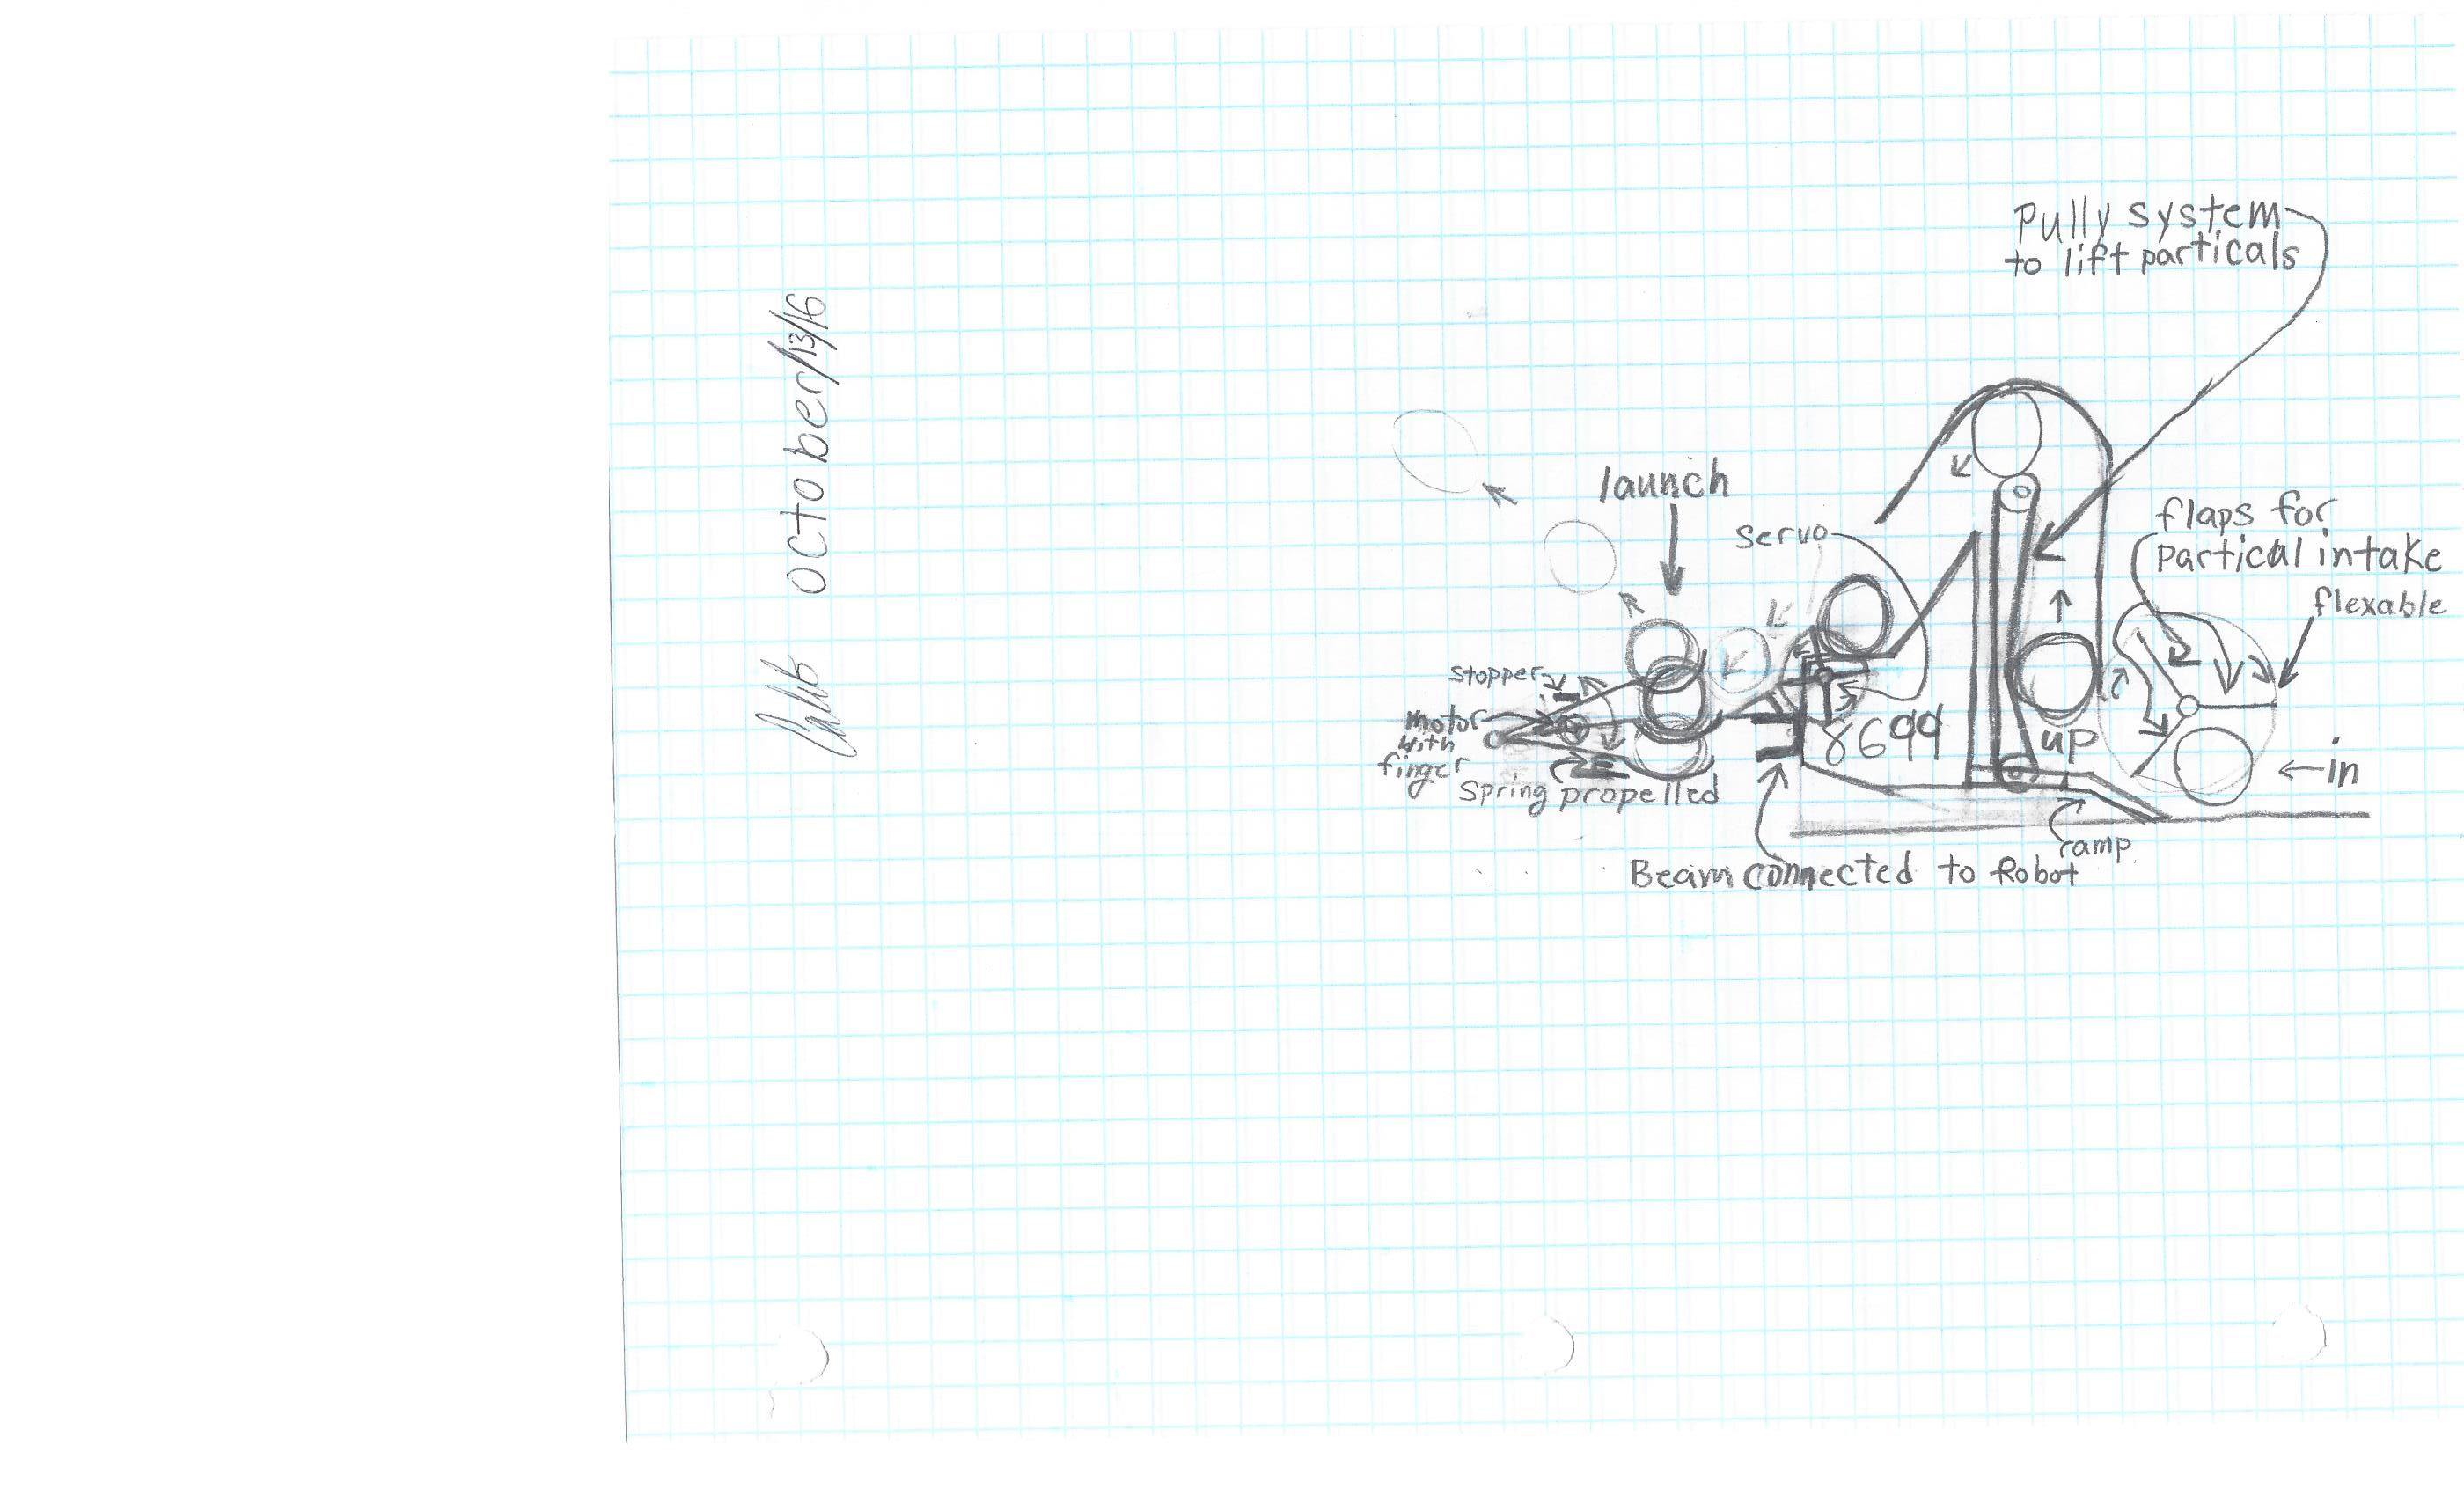 Caleb October/13/16
Pully system
to lift particals
launch
servo
flaps for
partical intake
flexable
stopper
motor
with
finger
Spring propelled
8699
up
in
ramp
Beam connected to Robot